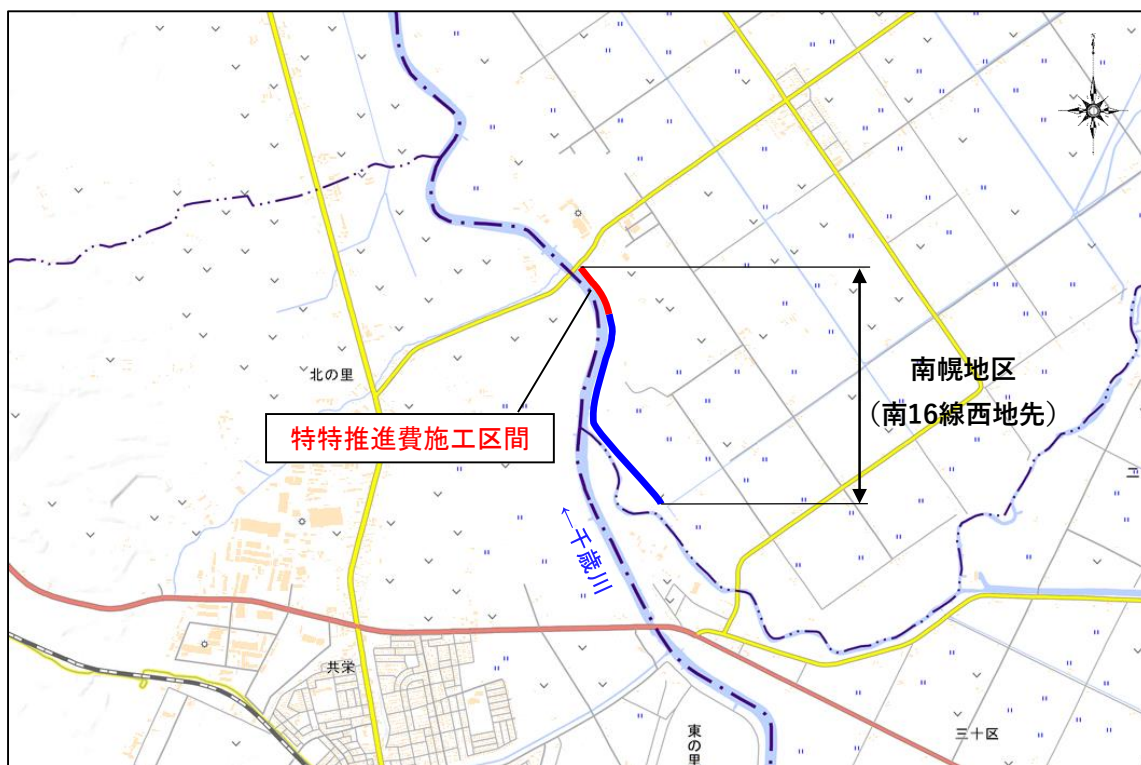 N
北の里
特特推進費施工区間
南幌地区
（南16線西地先）
←千歳川
共栄
東の里
三十区